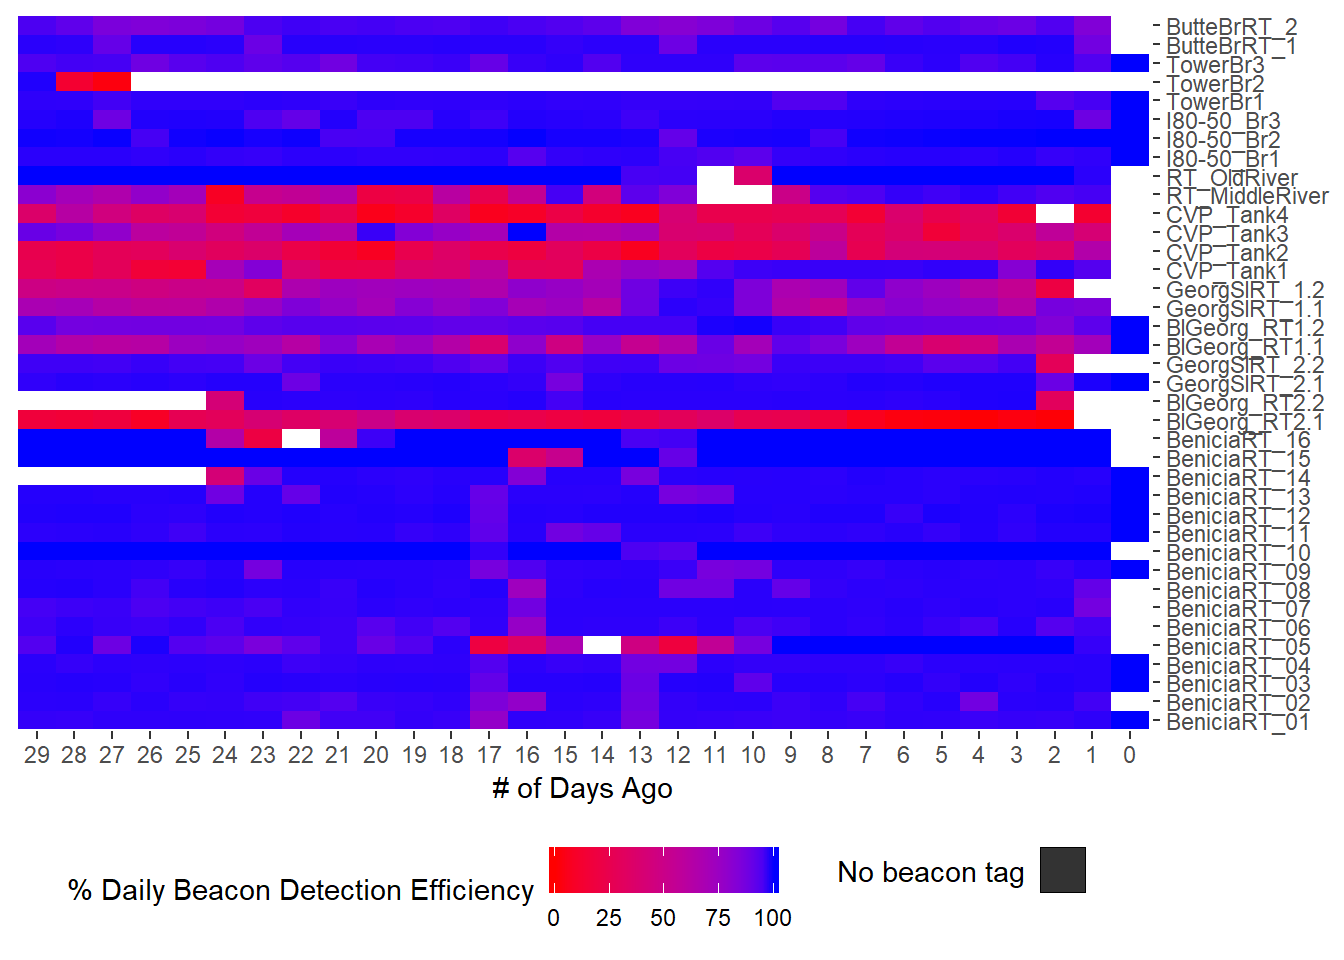 ButteBrRT_2
ButteBrRT_1
TowerBr3
TowerBr2
TowerBr1
I80-50_Br3
I80-50_Br2
I80-50_Br1
RT_OldRiver
RT_MiddleRiver
CVP_Tank4
CVP_Tank3
CVP_Tank2
CVP_Tank1
GeorgSlRT_1.2
GeorgSlRT_1.1
BlGeorg_RT1.2
BlGeorg_RT1.1
GeorgSlRT_2.2
GeorgSlRT_2.1
BlGeorg_RT2.2
BlGeorg_RT2.1
BeniciaRT_16
BeniciaRT_15
BeniciaRT_14
BeniciaRT_13
BeniciaRT_12
BeniciaRT_11
BeniciaRT_10
BeniciaRT_09
BeniciaRT_08
BeniciaRT_07
BeniciaRT_06
BeniciaRT_05
BeniciaRT_04
BeniciaRT_03
BeniciaRT_02
BeniciaRT_01
29 28 27 26 25 24 23 22 21 20 19 18 17 16 15 14 13 12 11 10 9 8 7 6 5 4 3 2 1 0
# of Days Ago
% Daily Beacon Detection Efficiency
0 25 50 75 100
No beacon tag